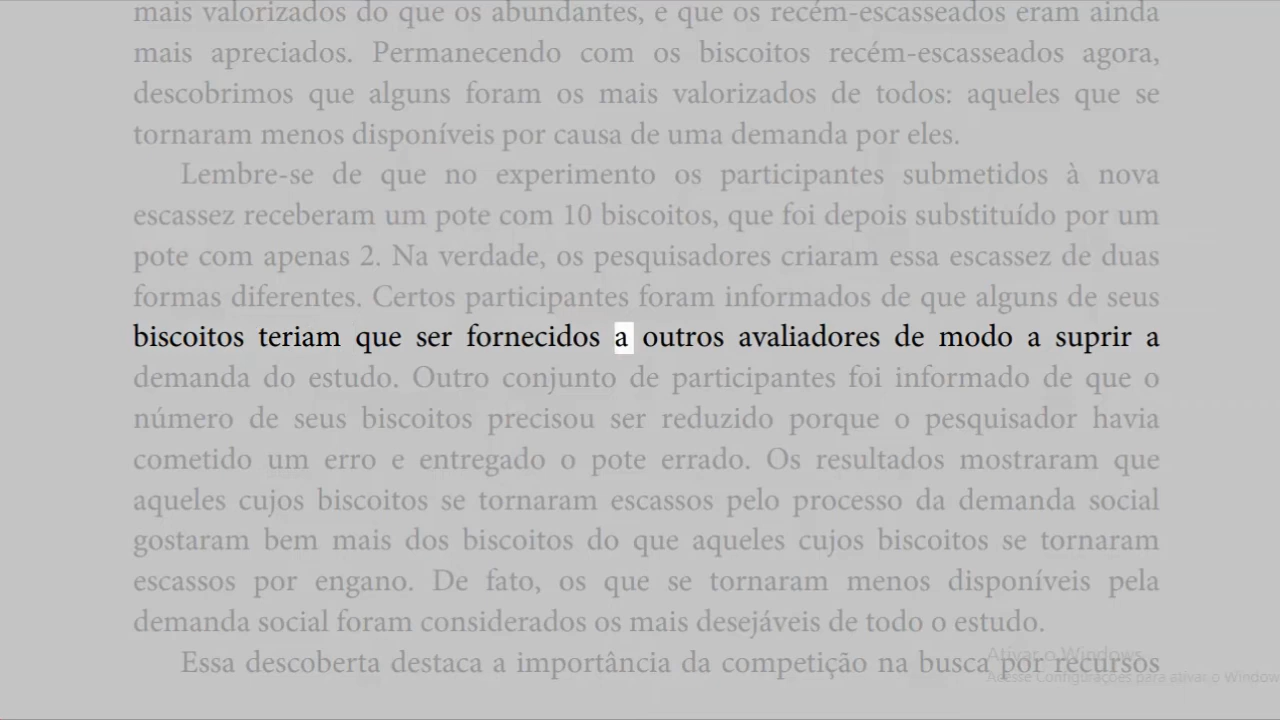 mais valorizados do que os abundantes, e que os recém-escasseados eram ainda
mais apreciados. Permanecendo com os biscoitos recém-escasseados agora,
descobrimos que alguns foram os mais valorizados de todos: aqueles que se
tornaram menos disponíveis por causa de uma demanda por eles.
Lembre-se de que no experimento os participantes submetidos à nova
escassez receberam um pote com 10 biscoitos, que foi depois substituído por um
pote com apenas 2. Na verdade, os pesquisadores criaram essa escassez de duas
formas diferentes. Certos participantes foram informados de que alguns de seus
biscoitos teriam que ser fornecidos a outros avaliadores de modo a suprir a
demanda do estudo. Outro conjunto de participantes foi informado de que o
número de seus biscoitos precisou ser reduzido porque o pesquisador havia
cometido um erro e entregado o pote errado. Os resultados mostraram que
aqueles cujos biscoitos se tornaram escassos pelo processo da demanda social
gostaram bem mais dos biscoitos do que aqueles cujos biscoitos se tornaram
escassos por engano. De fato, os que se tornaram menos disponíveis pela
demanda social foram considerados os mais desejáveis de todo o estudo.
Essa descoberta destaca a importância da competição na busca por recursos
Ativar o Windows
Acesse Configurações para ativar o Window